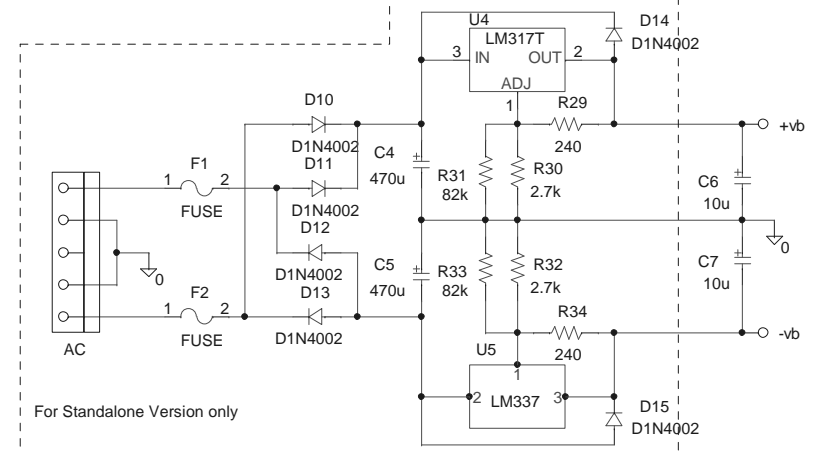 U4
LM317T
3 IN OUT 2
ADJ
1
D14
D1N4002
R29
240
+vb
D10
D1N4002
D11
D1N4002
D12
D1N4002
D13
D1N4002
C4
470u
R31
82k
R30
2.7k
C6
10u
F1
1 2
FUSE
0
0
F2
1 2
FUSE
AC
C5
470u
R33
82k
R32
2.7k
C7
10u
R34
240
-vb
U5
1
2 LM337 3
D15
D1N4002
For Standalone Version only